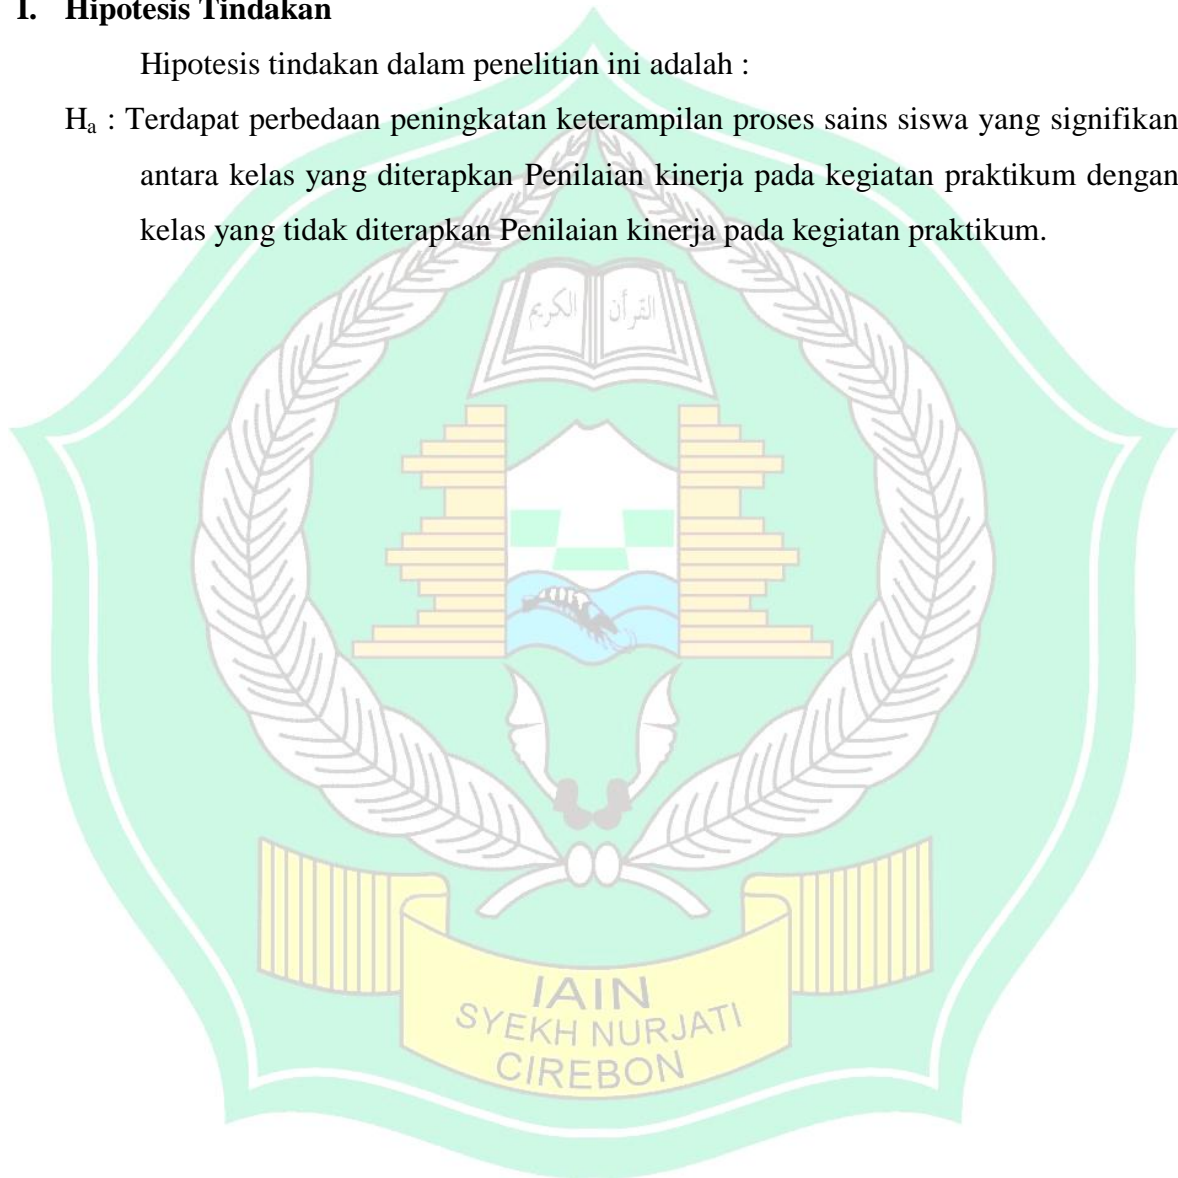 I. Hipotesis Tindakan
Hipotesis tindakan dalam penelitian ini adalah :
Ha : Terdapat perbedaan peningkatan keterampilan proses sains siswa yang signifikan
antara kelas yang diterapkan Penilaian kinerja pada kegiatan praktikum dengan
kelas yang tidak diterapkan Penilaian kinerja pada kegiatan praktikum.
القرآن الكريم
IAIN
SYEKH NURJATI
CIREBON